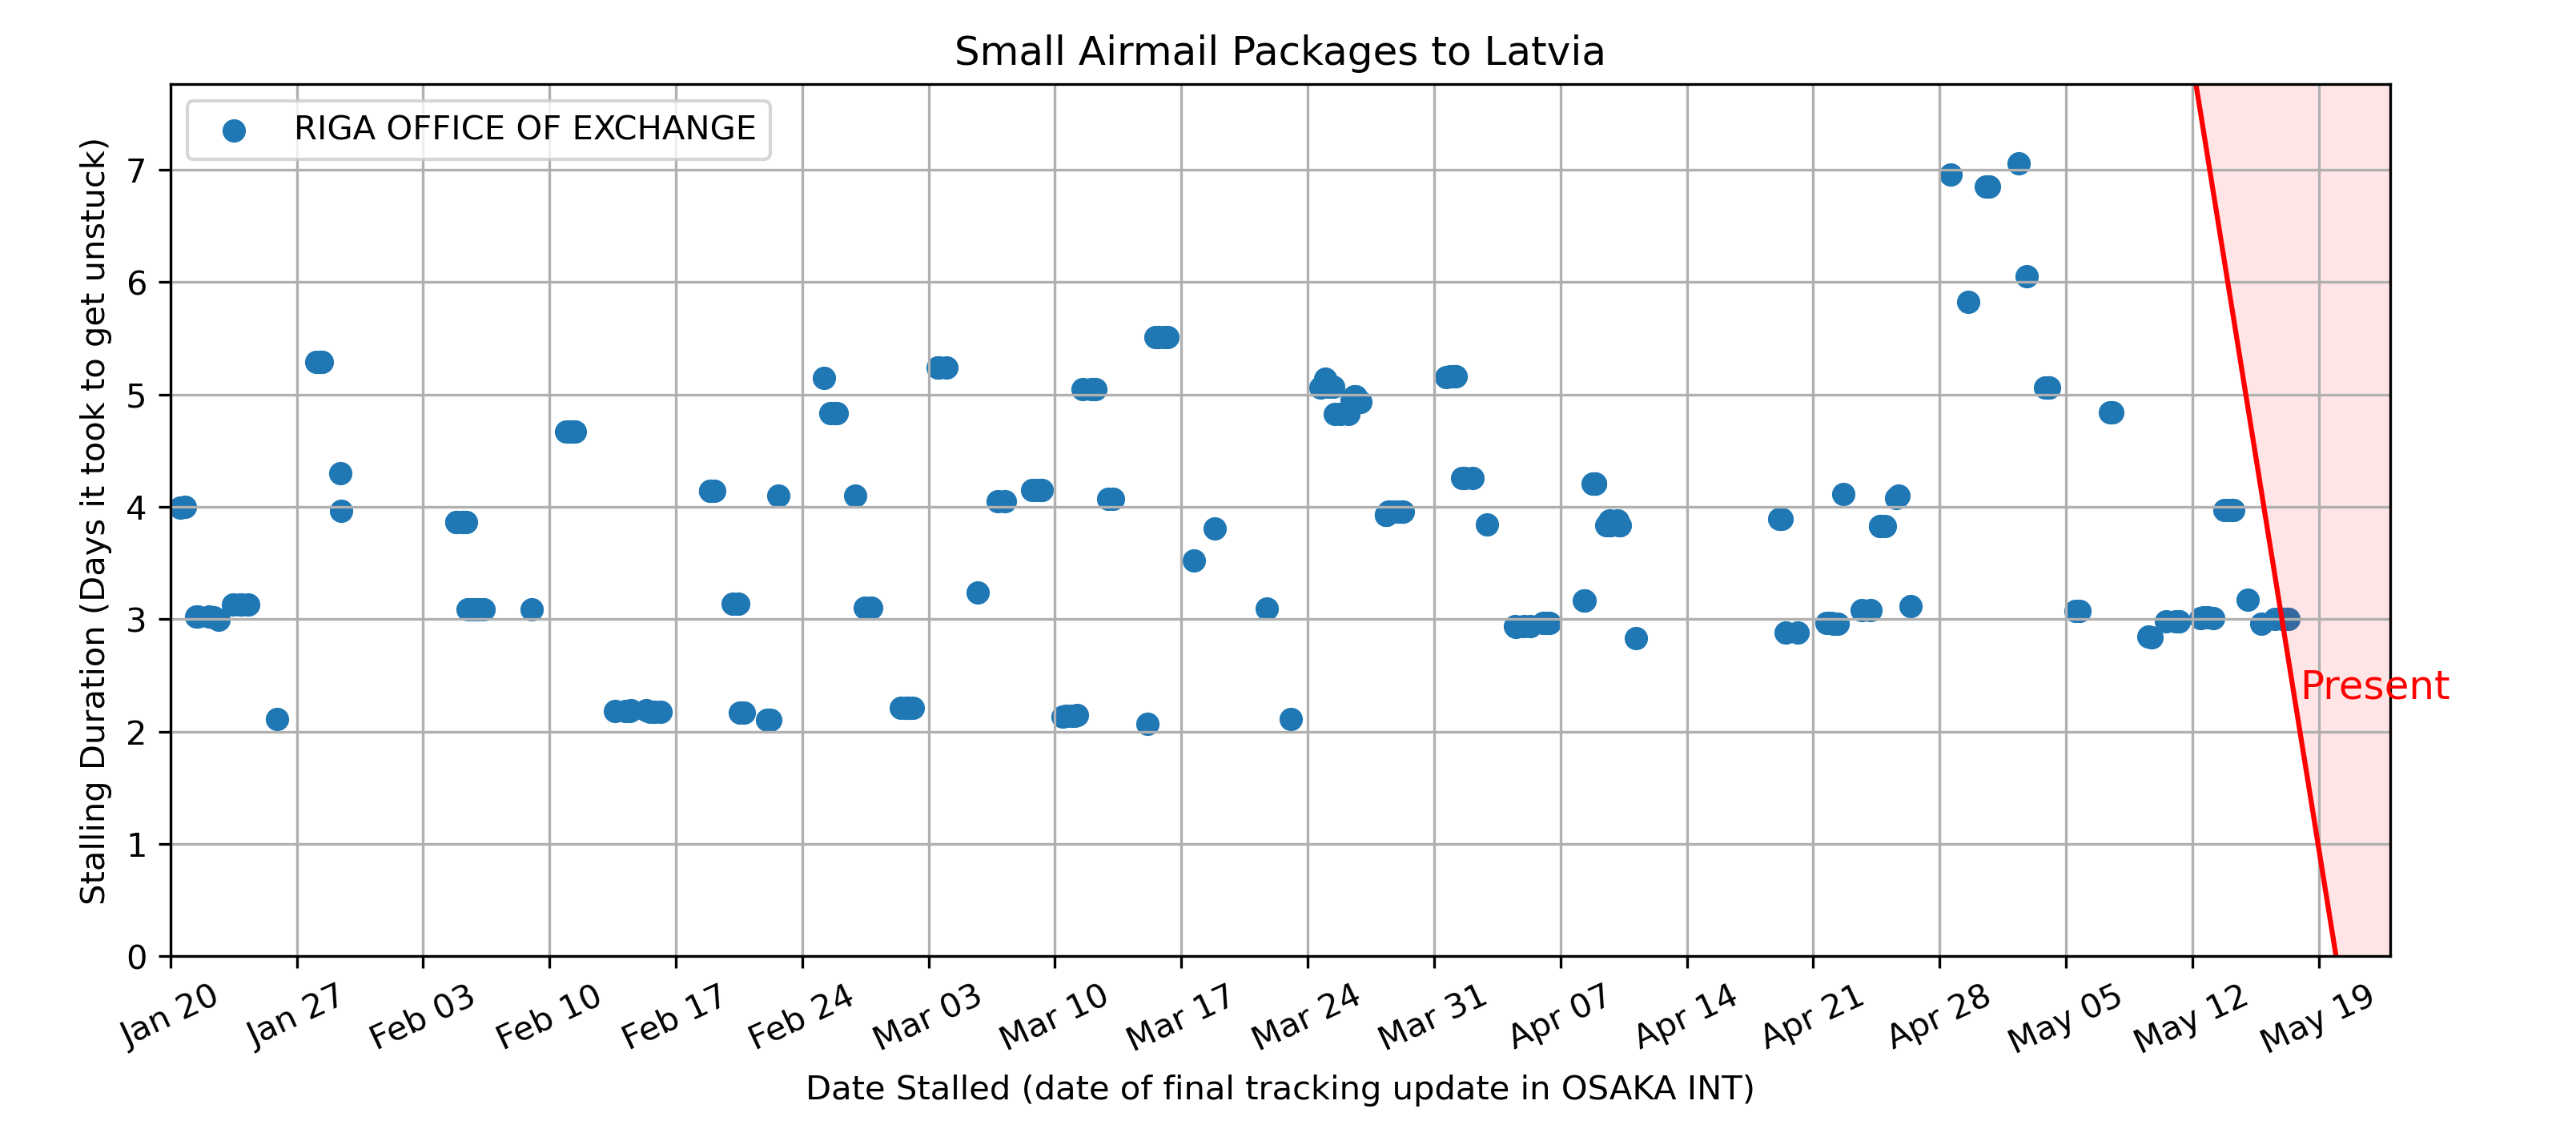 Small Airmail Packages to Latvia
RIGA OFFICE OF EXCHANGE
Stalling Duration (Days it took to get unstuck)
7
6
5
4
3
2
1
0
Present
Jan 20
Jan 27
Feb 03
Feb 10
Feb 17
Feb 24
Mar 03
Mar 10
Mar 17
Mar 24
Mar 31
Apr 07
Apr 14
Apr 21
Apr 28
May 05
May 12
May 19
Date Stalled (date of final tracking update in OSAKA INT)